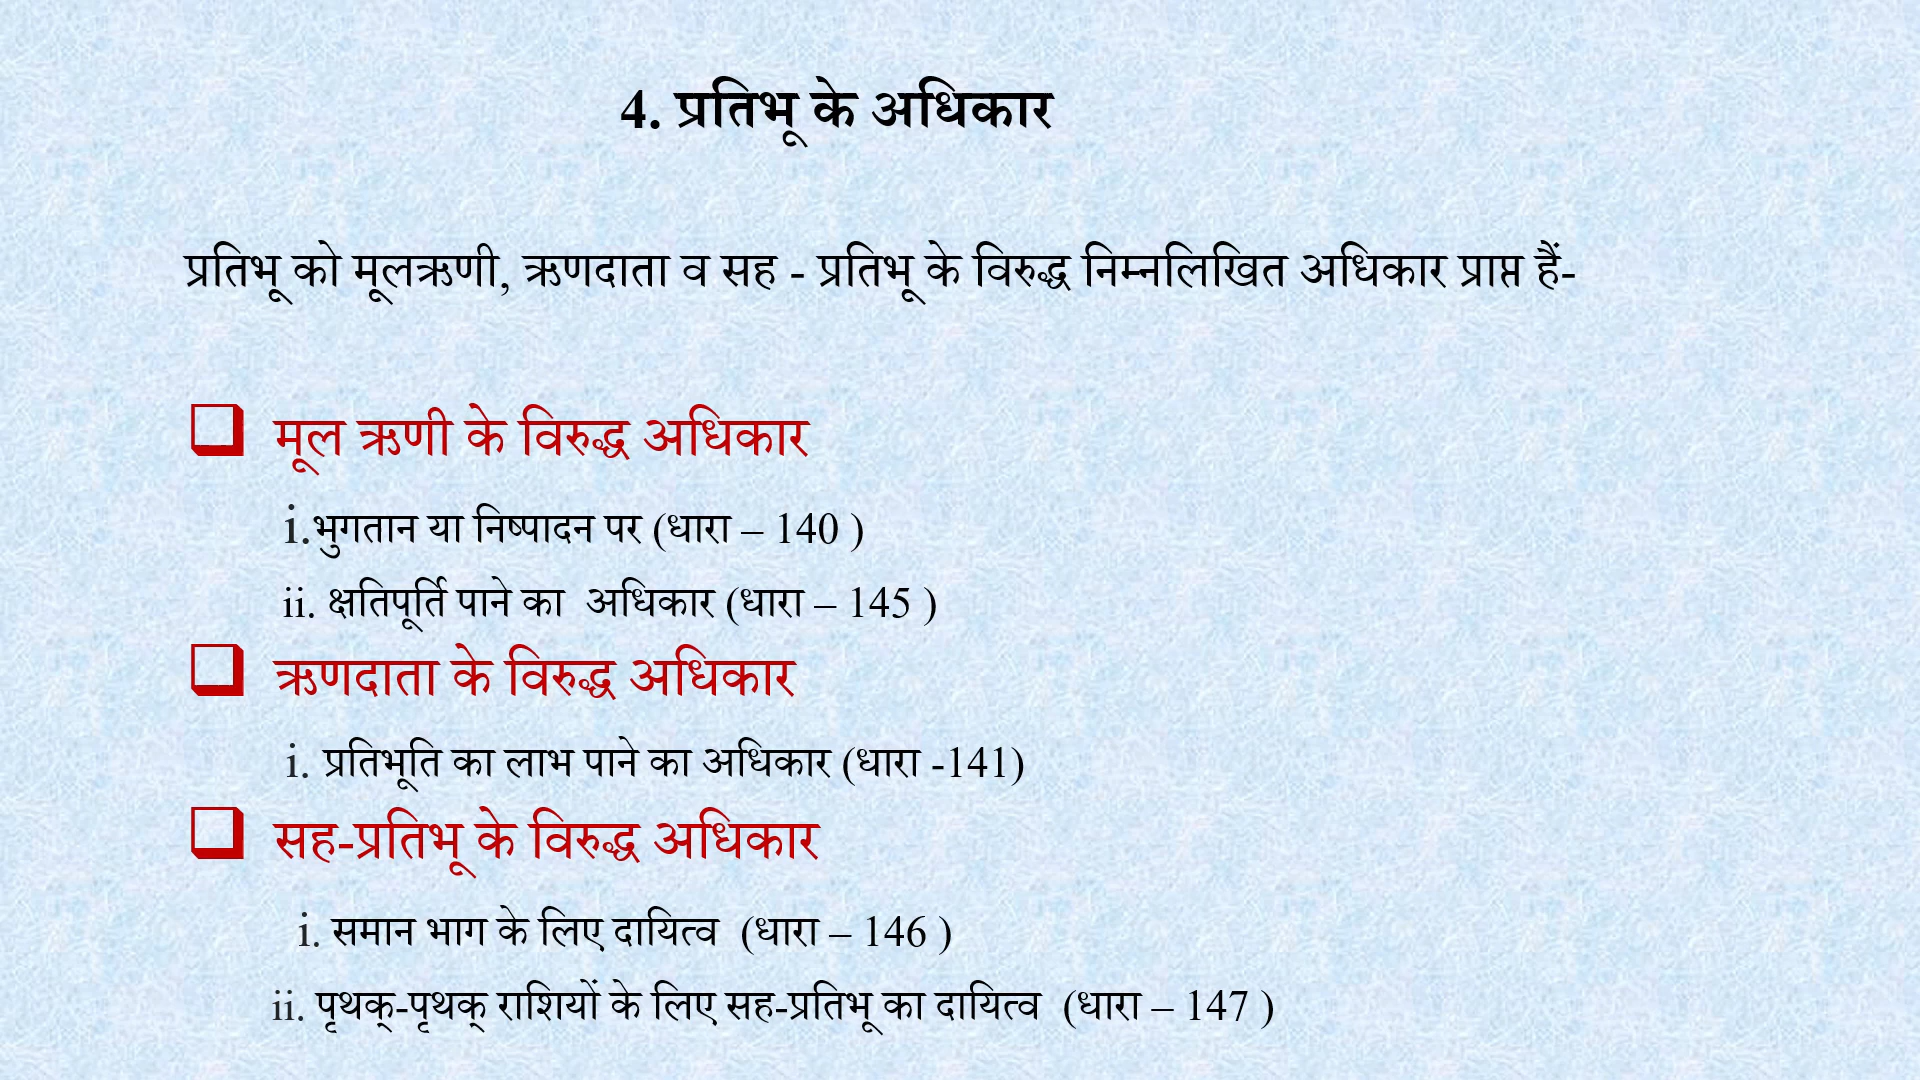 4. प्रतिभू के अधिकार
प्रतिभू को मूलऋणी, ऋणदाता व सह - प्रतिभू के विरुद्ध निम्नलिखित अधिकार प्राप्त हैं-
❑ मूल ऋणी के विरुद्ध अधिकार
i.भुगतान या निष्पादन पर (धारा – 140 )
ii. क्षतिपूर्ति पाने का अधिकार (धारा – 145 )
❑ ऋणदाता के विरुद्ध अधिकार
i. प्रतिभूति का लाभ पाने का अधिकार (धारा -141)
❑ सह-प्रतिभू के विरुद्ध अधिकार
i. समान भाग के लिए दायित्व (धारा – 146 )
ii. पृथक्-पृथक् राशियों के लिए सह-प्रतिभू का दायित्व (धारा – 147 )